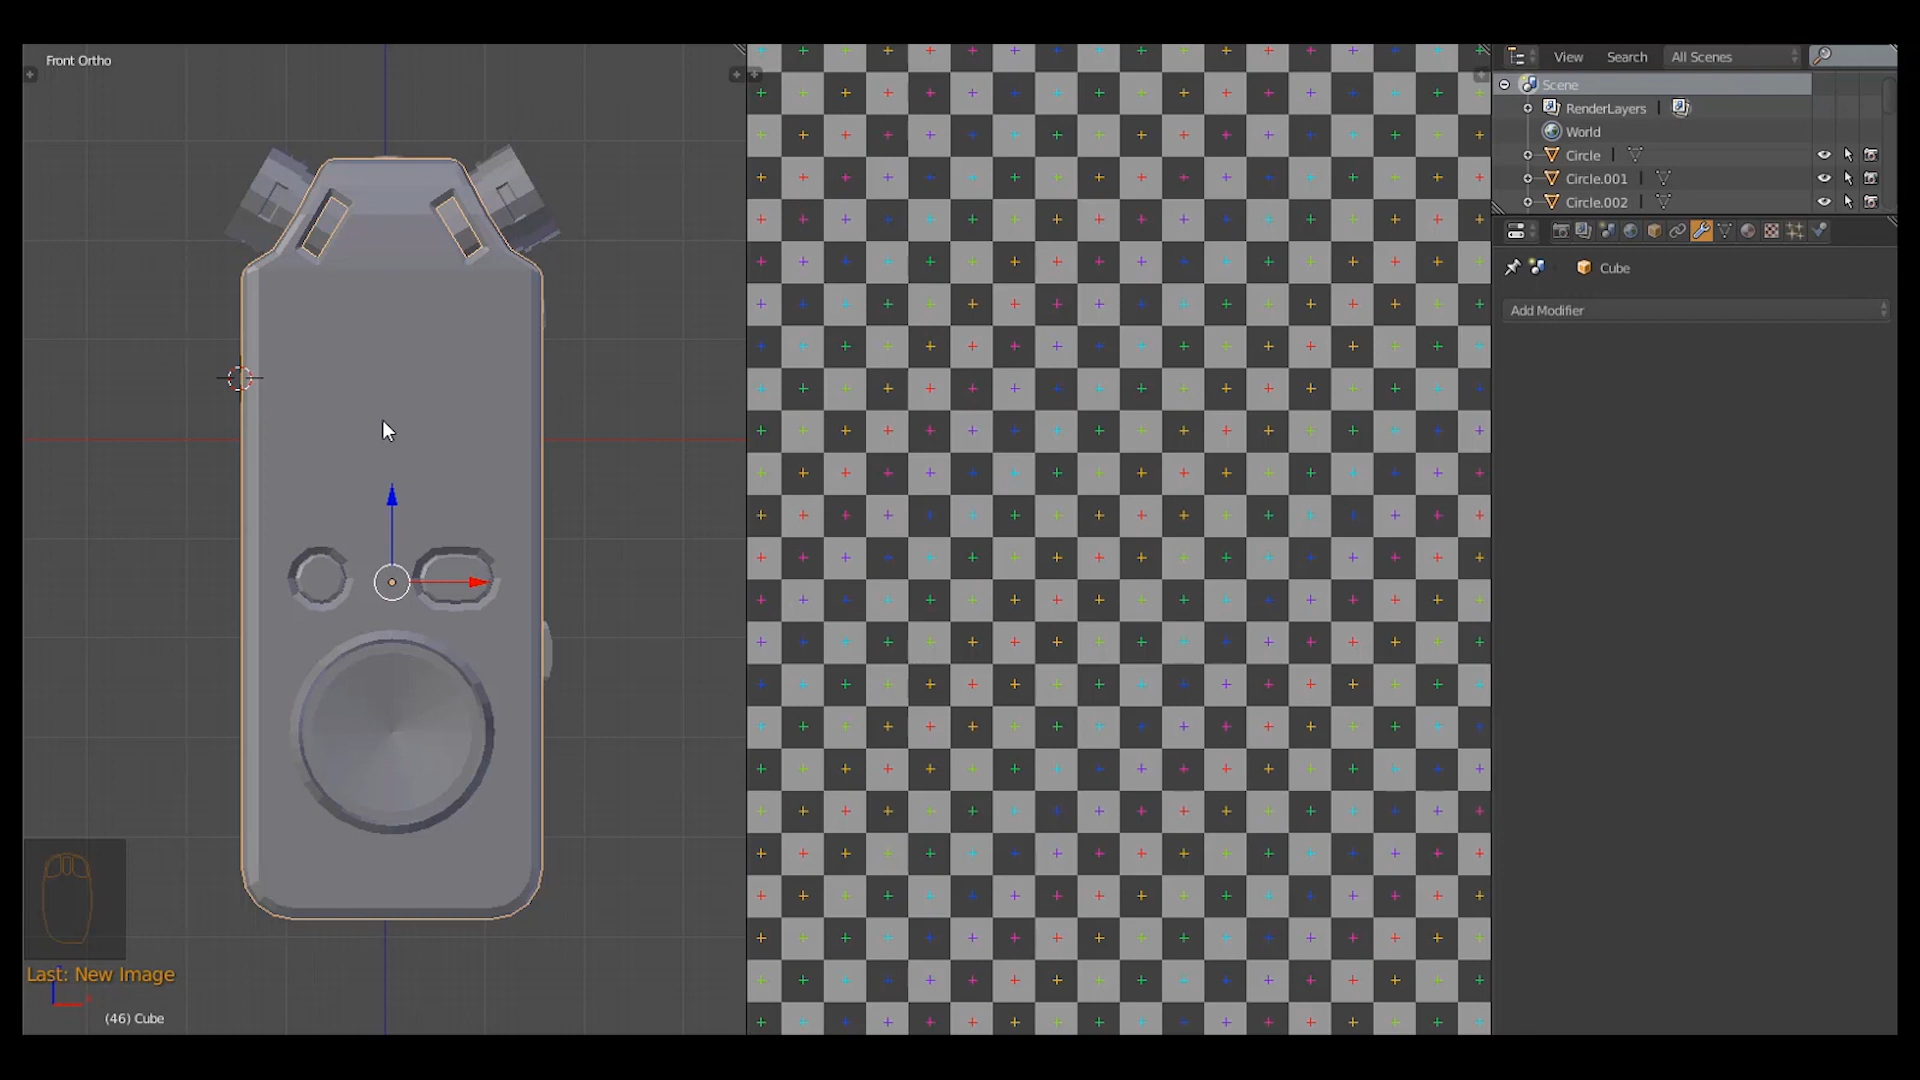 Front Ortho
View Search All Scenes
Scene
RenderLayers
World
Circle
Circle.001
Circle.002
Cube
Add Modifier
Last: New Image
(46) Cube